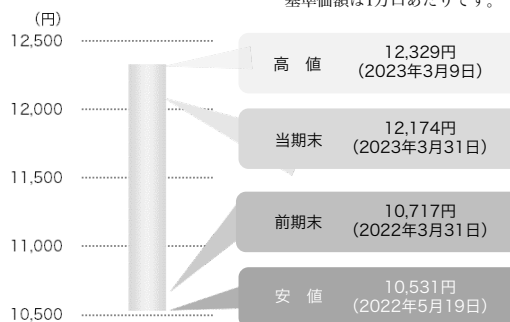 基準価額は1万口あたりです。
（円）
12,500
12,000
11,500
11,000
10,500
高　値
12,329円
（2023年3月9日）
当期末
12,174円
（2023年3月31日）
前期末
10,717円
（2022年3月31日）
安　値
10,531円
（2022年5月19日）